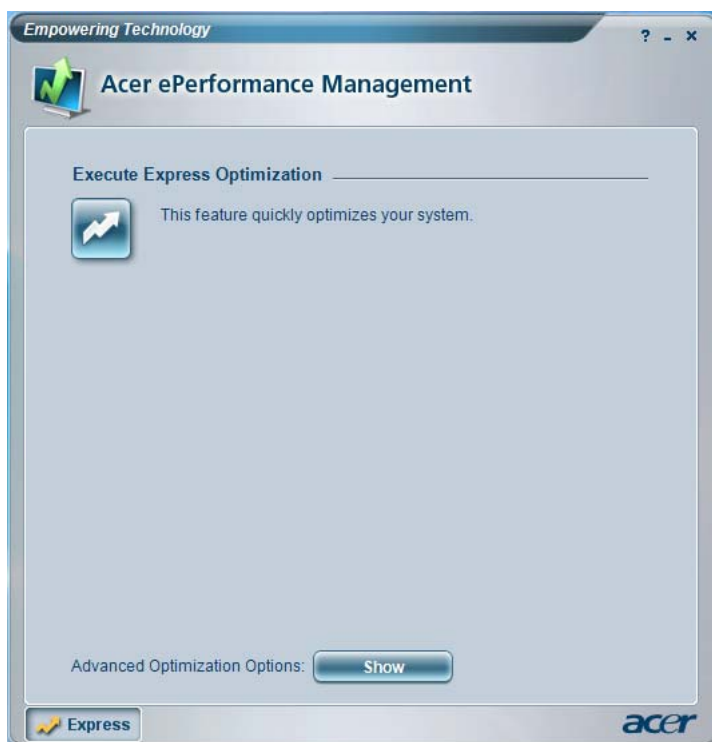 Empowering Technology
? - ×
Acer ePerformance Management
Execute Express Optimization
This feature quickly optimizes your system.
Advanced Optimization Options: Show
Express
acer